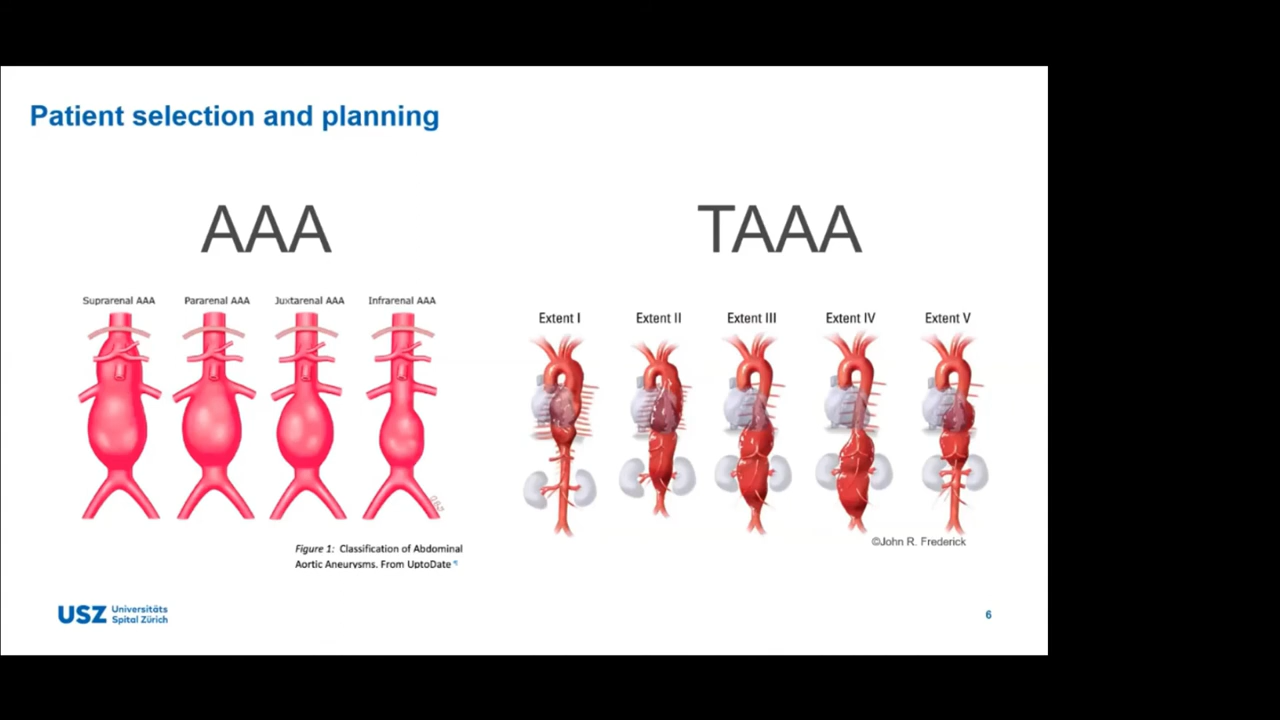 Patient selection and planning
AAA
Suprarenal AAA
Pararenal AAA
Juxtarenal AAA
Infrarenal AAA
Figure 1: Classification of Abdominal
Aortic Aneurysms. From UptoDate
TAAA
Extent I
Extent II
Extent III
Extent IV
Extent V
©John R. Frederick
USZ Universitäts
Spital Zürich
6